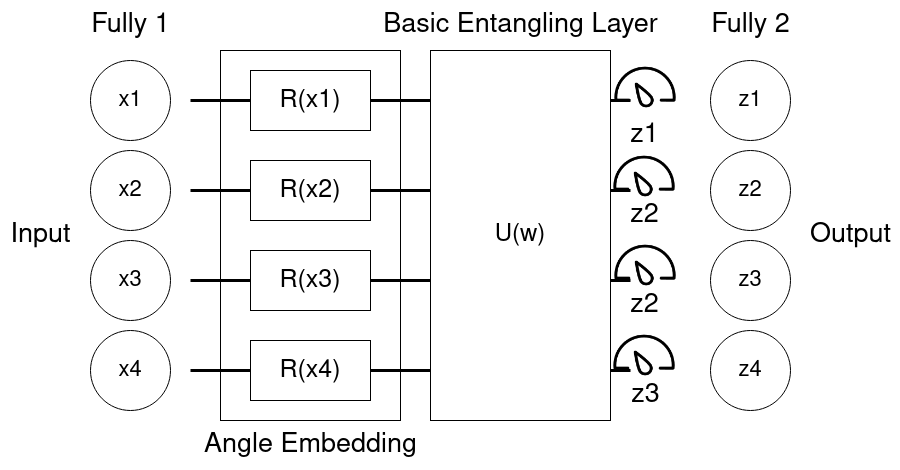 Fully 1
Basic Entangling Layer
Fully 2
x1
R(x1)
z1
z1
x2
R(x2)
z2
z2
Input
U(w)
Output
x3
R(x3)
z2
z3
x4
R(x4)
z3
z4
Angle Embedding